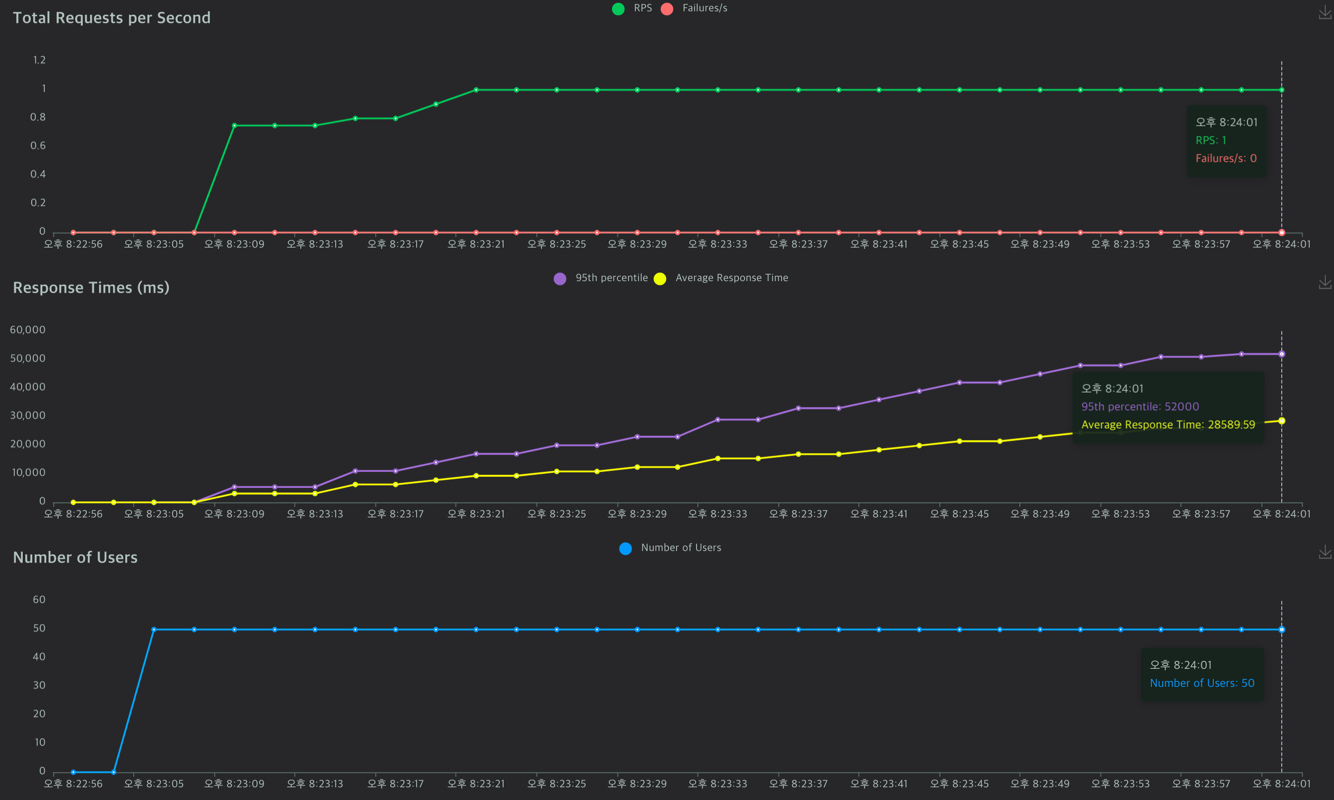 Total Requests per Second
RPS Failures/s
1.2
1
0.8
0.6
0.4
0.2
0
오후 8:24:01
RPS: 1
Failures/s: 0
오후 8:22:56 오후 8:23:05 오후 8:23:09 오후 8:23:13 오후 8:23:17 오후 8:23:21 오후 8:23:25 오후 8:23:29 오후 8:23:33 오후 8:23:37 오후 8:23:41 오후 8:23:45 오후 8:23:49 오후 8:23:53 오후 8:23:57 오후 8:24:01
Response Times (ms)
95th percentile Average Response Time
60,000
50,000
40,000
30,000
20,000
10,000
0
오후 8:24:01
95th percentile: 52000
Average Response Time: 28589.59
오후 8:22:56 오후 8:23:05 오후 8:23:09 오후 8:23:13 오후 8:23:17 오후 8:23:21 오후 8:23:25 오후 8:23:29 오후 8:23:33 오후 8:23:37 오후 8:23:41 오후 8:23:45 오후 8:23:49 오후 8:23:53 오후 8:23:57 오후 8:24:01
Number of Users
Number of Users
60
50
40
30
20
10
0
오후 8:24:01
Number of Users: 50
오후 8:22:56 오후 8:23:05 오후 8:23:09 오후 8:23:13 오후 8:23:17 오후 8:23:21 오후 8:23:25 오후 8:23:29 오후 8:23:33 오후 8:23:37 오후 8:23:41 오후 8:23:45 오후 8:23:49 오후 8:23:53 오후 8:23:57 오후 8:24:01